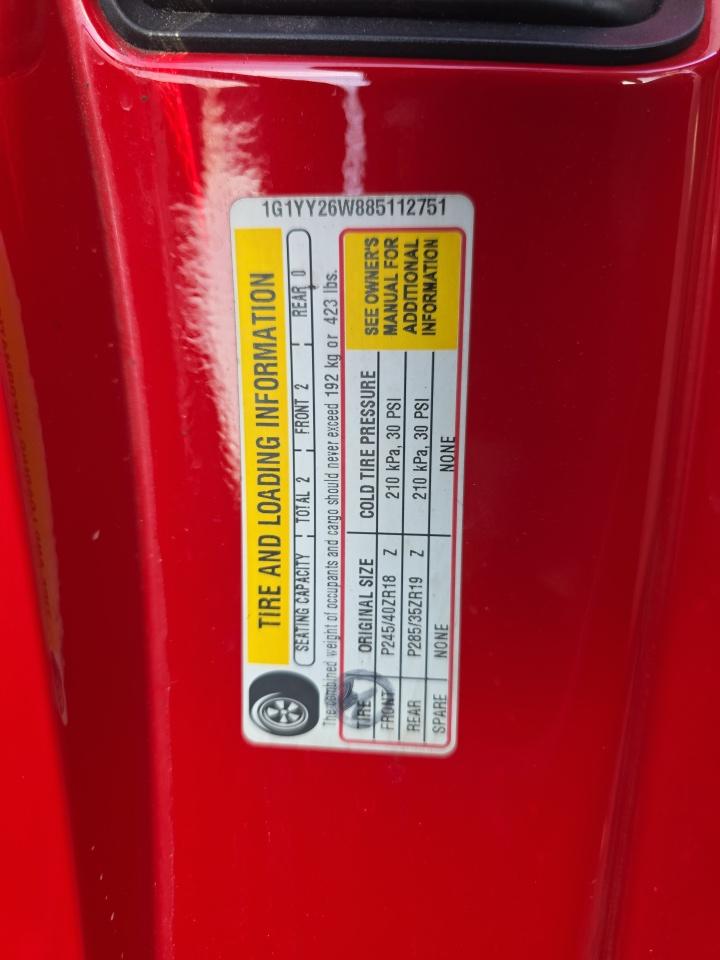 1G1YY26W885112751
TIRE AND LOADING INFORMATION
SEATING CAPACITY TOTAL 2 FRONT 2 REAR 0
The combined weight of occupants and cargo should never exceed 192 kg or 423 lbs.
TIRE ORIGINAL SIZE COLD TIRE PRESSURE
FRONT P245/40ZR18 Z 210 kPa, 30 PSI
REAR P285/35ZR19 Z 210 kPa, 30 PSI
SPARE NONE NONE
SEE OWNER'S
MANUAL FOR
ADDITIONAL
INFORMATION